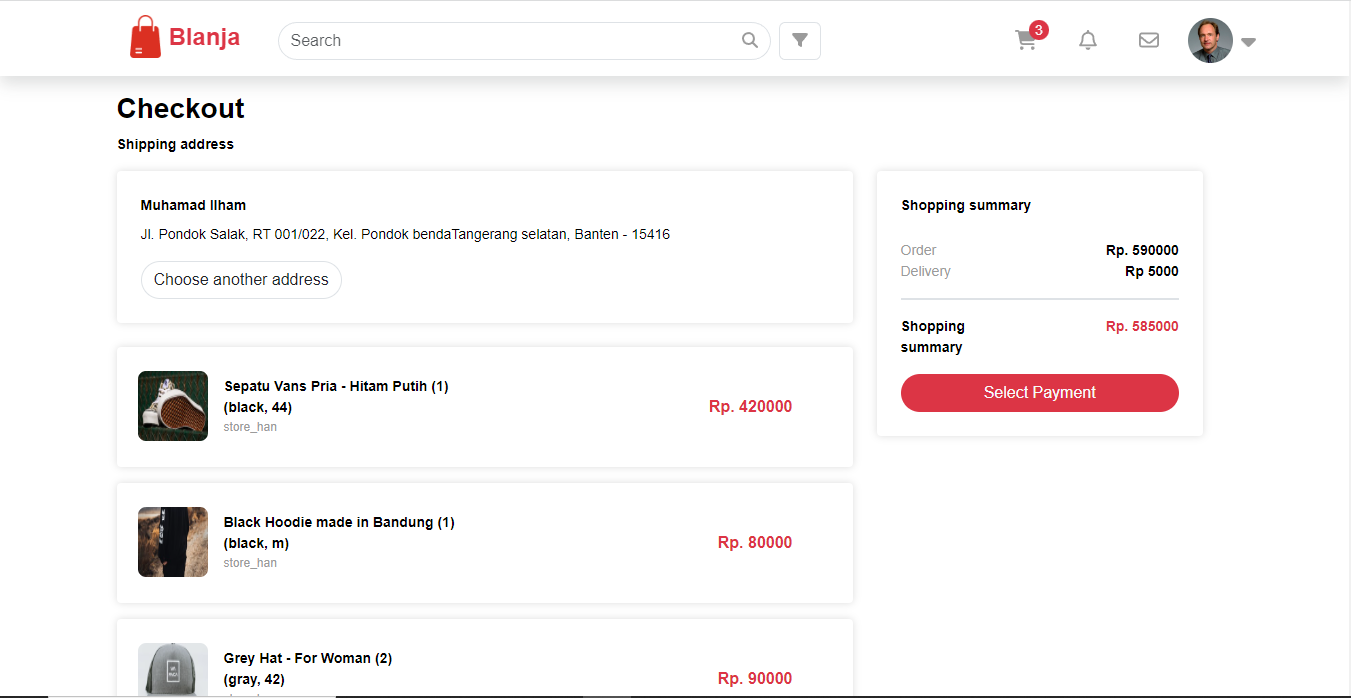 Blanja
Search
3
Checkout
Shipping address
Muhamad Ilham
Jl. Pondok Salak, RT 001/022, Kel. Pondok bendaTangerang selatan, Banten - 15416
Choose another address
Sepatu Vans Pria - Hitam Putih (1)
(black, 44)
store_han
Rp. 420000
Black Hoodie made in Bandung (1)
(black, m)
store_han
Rp. 80000
Grey Hat - For Woman (2)
(gray, 42)
Rp. 90000
Shopping summary
Order Rp. 590000
Delivery Rp 5000
Shopping Rp. 585000
summary
Select Payment